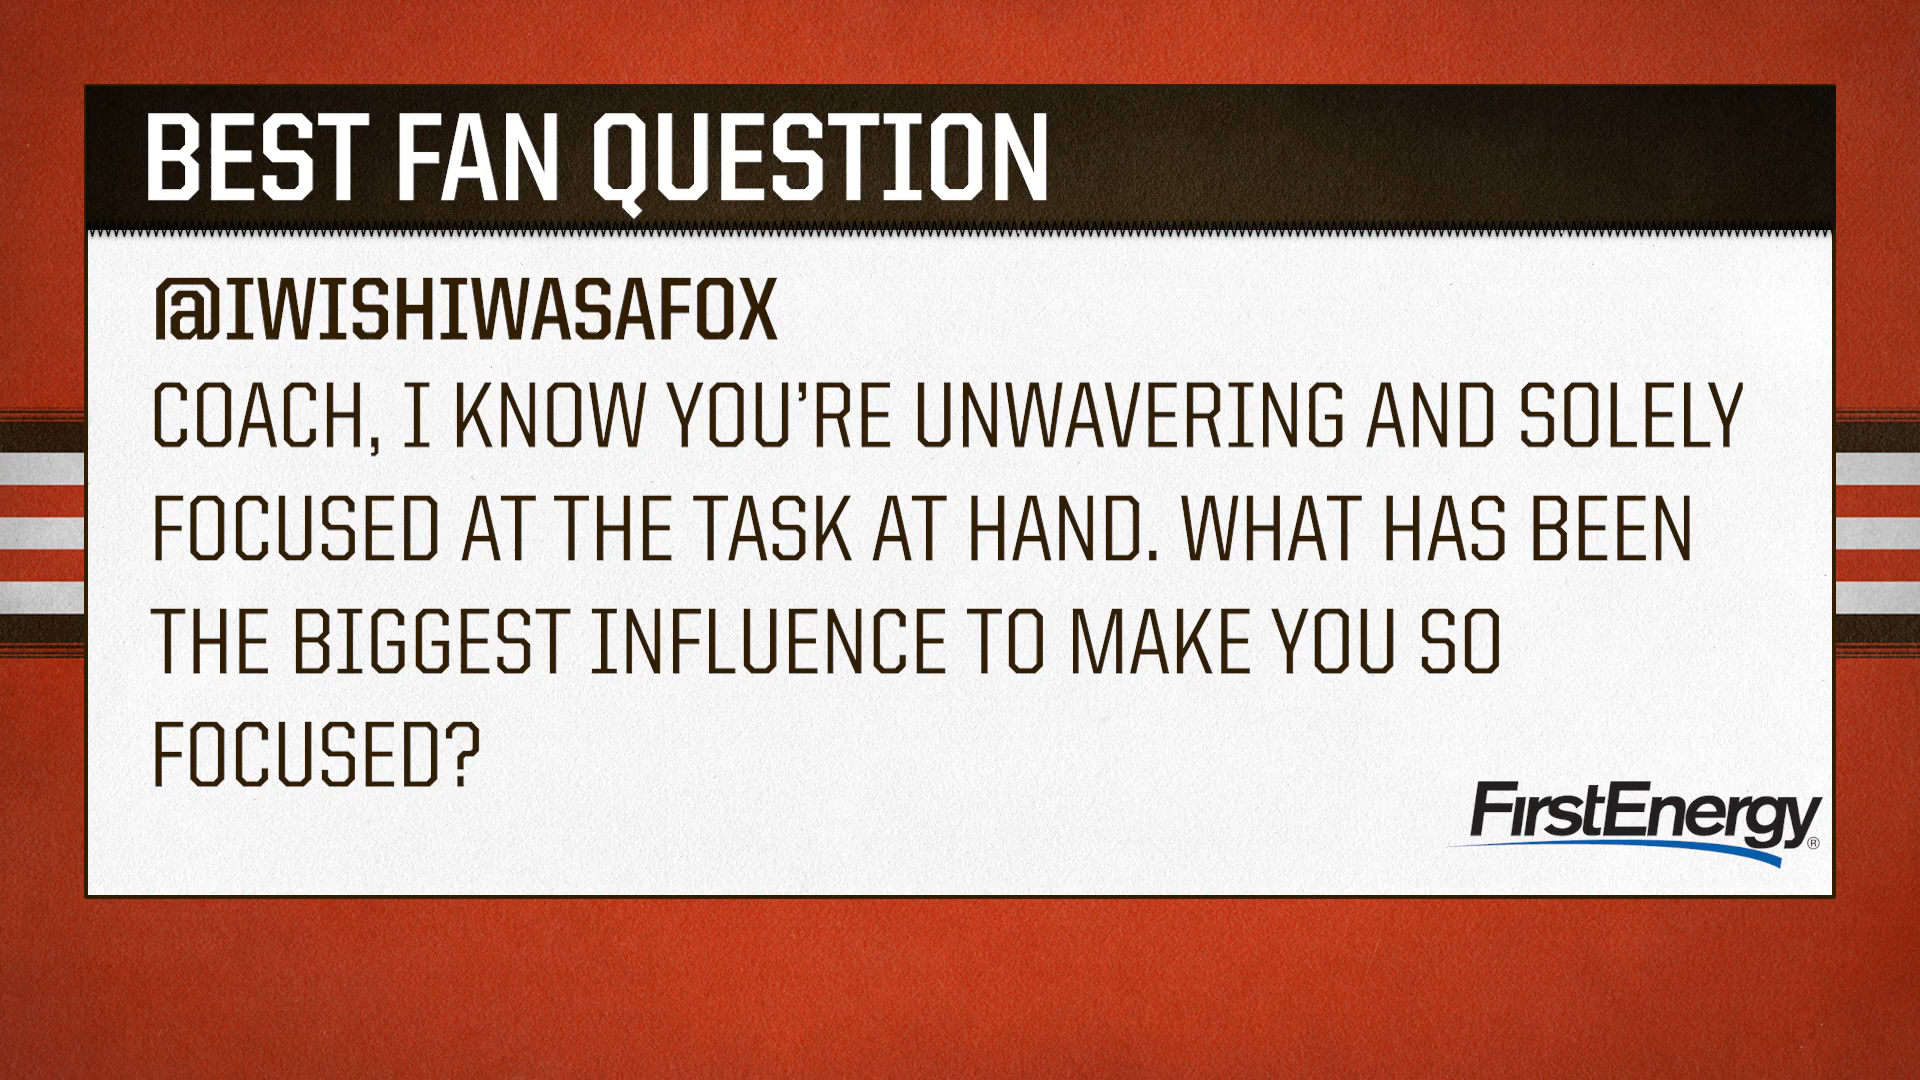 BEST FAN QUESTION
@IWISHIWASAFOX
COACH, I KNOW YOU’RE UNWAVERING AND SOLELY
FOCUSED AT THE TASK AT HAND. WHAT HAS BEEN
THE BIGGEST INFLUENCE TO MAKE YOU SO
FOCUSED?
FirstEnergy®